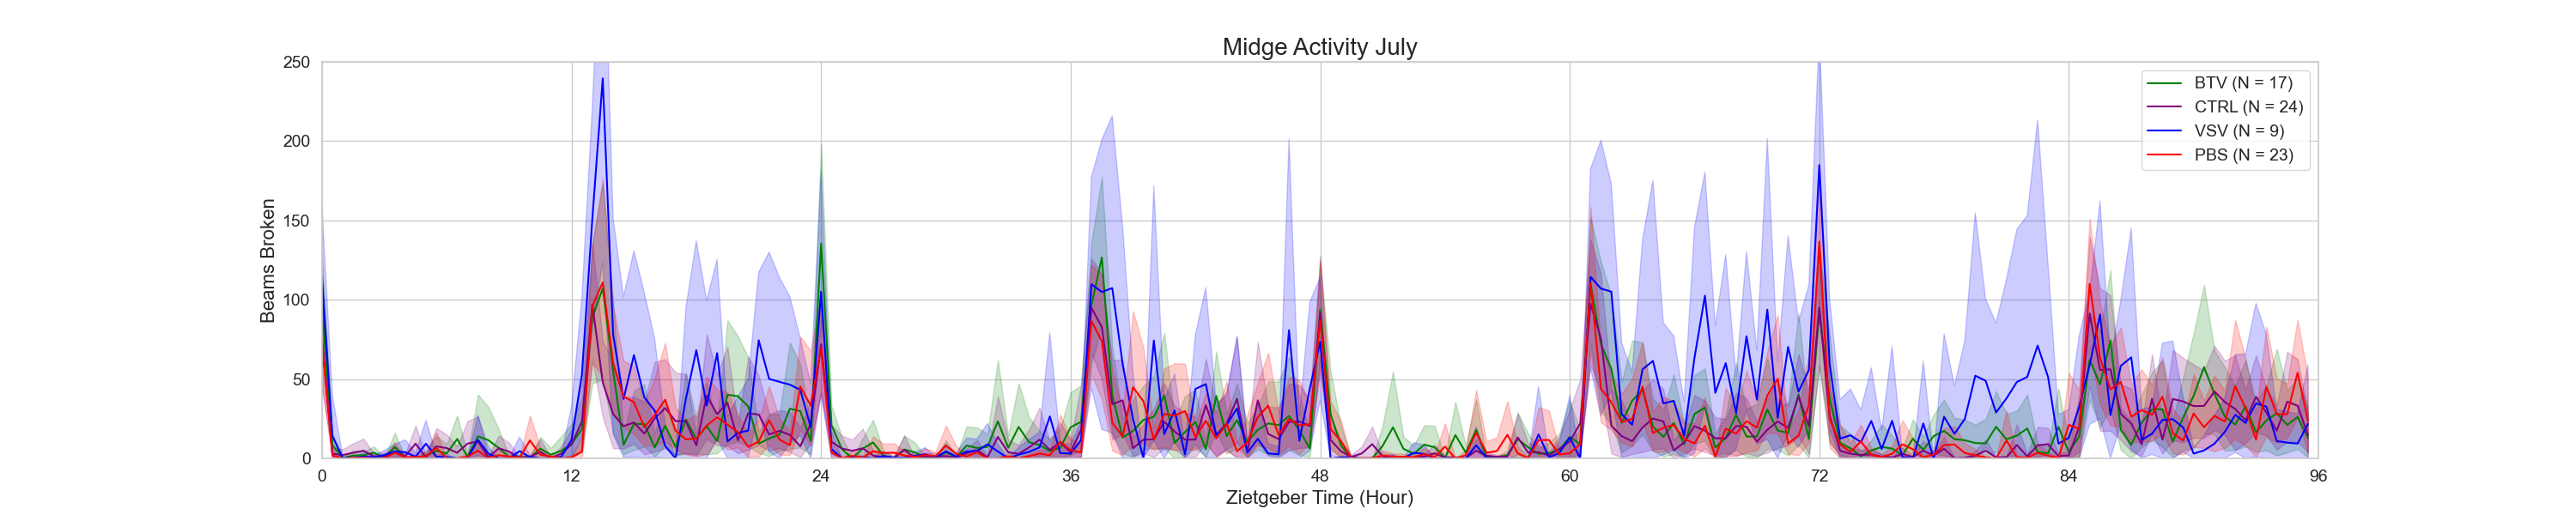 Midge Activity July
250
200
150
100
50
0
Beams Broken
BTV (N = 17)
CTRL (N = 24)
VSV (N = 9)
PBS (N = 23)
0 12 24 36 48 60 72 84 96
Zietgeber Time (Hour)